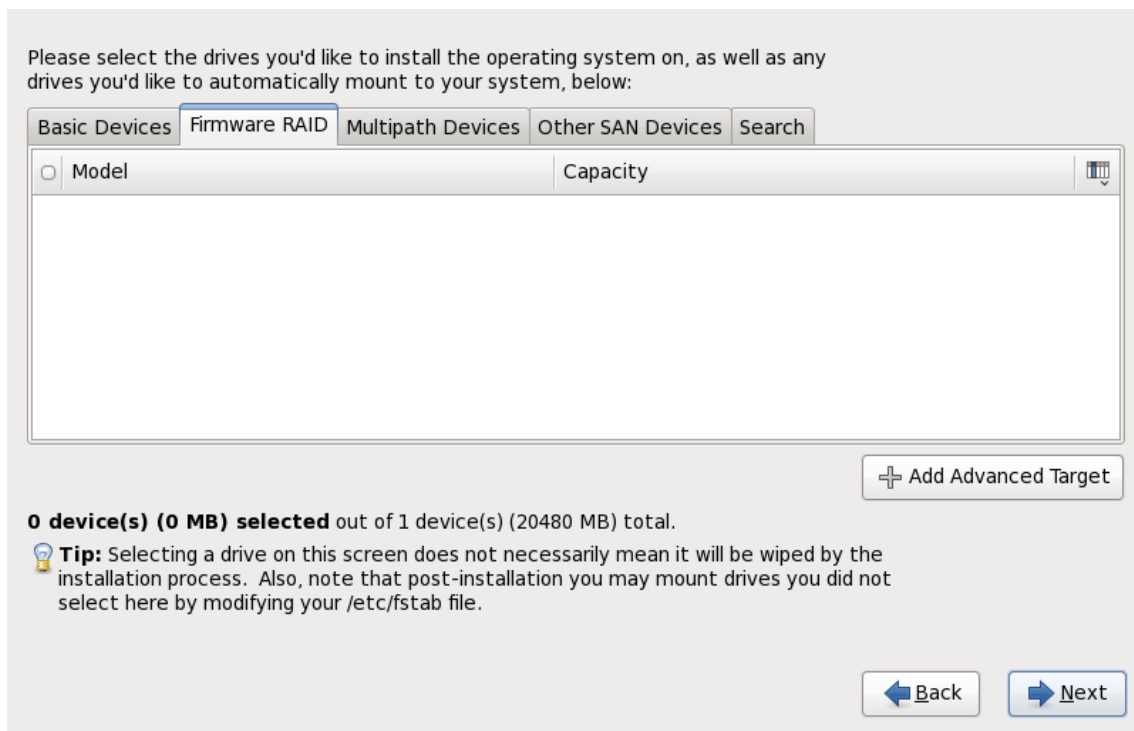 Please select the drives you'd like to install the operating system on, as well as any
drives you'd like to automatically mount to your system, below:
Basic Devices Firmware RAID Multipath Devices Other SAN Devices Search
Model Capacity
Add Advanced Target
0 device(s) (0 MB) selected out of 1 device(s) (20480 MB) total.
Tip: Selecting a drive on this screen does not necessarily mean it will be wiped by the
installation process.  Also, note that post-installation you may mount drives you did not
select here by modifying your /etc/fstab file.
Back Next